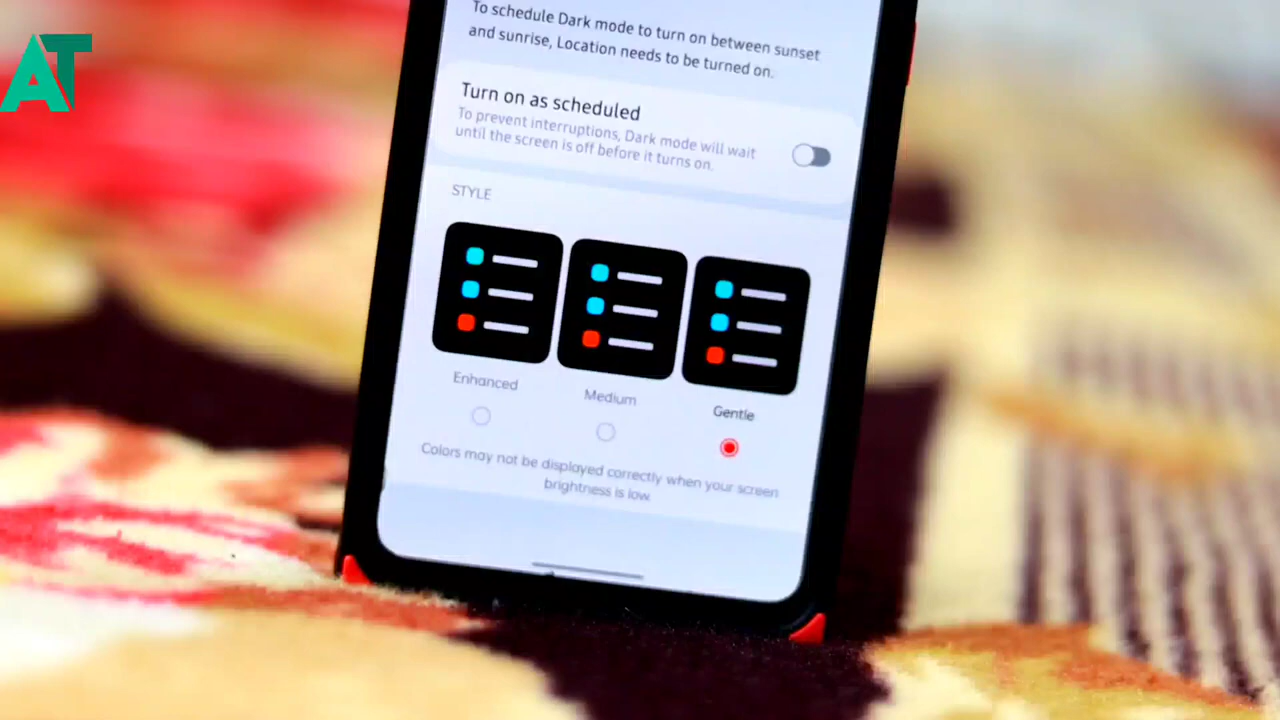 AT
To schedule Dark mode to turn on between sunset
and sunrise, Location needs to be turned on.
Turn on as scheduled
To prevent interruptions, Dark mode will wait
until the screen is off before it turns on.
STYLE
Enhanced
Medium
Gentle
Colors may not be displayed correctly when your screen
brightness is low.